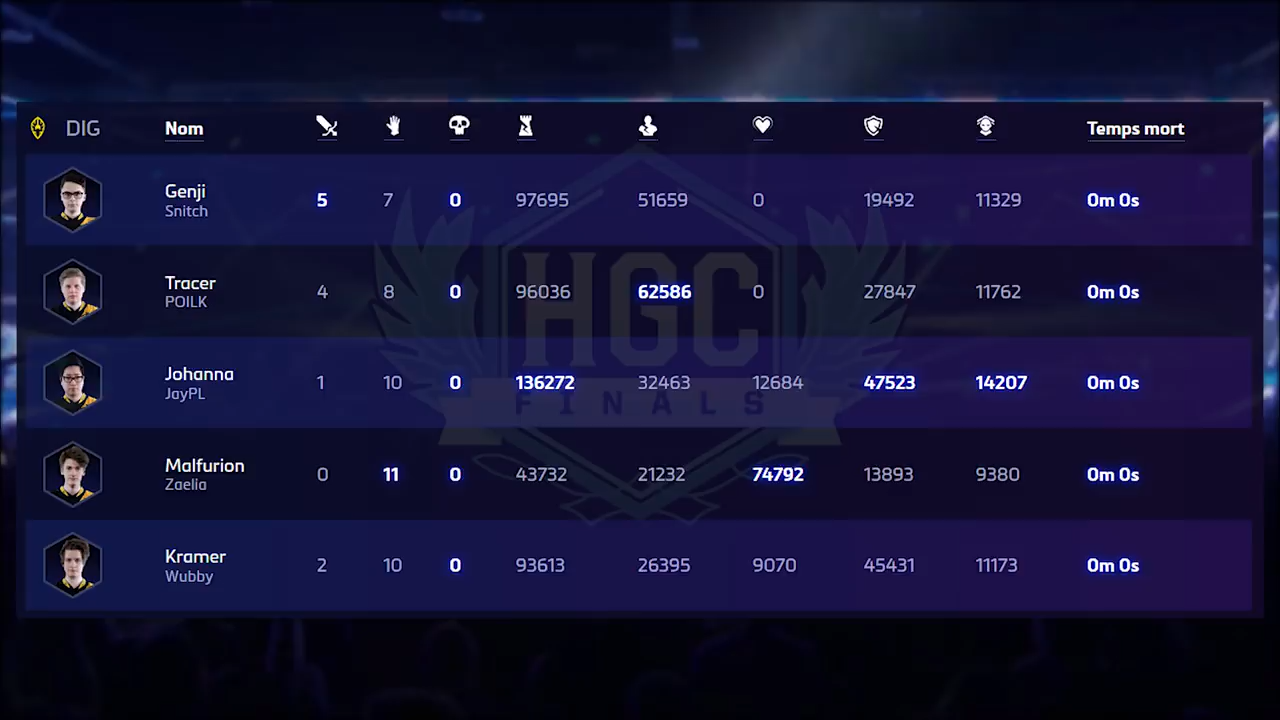 DIG Nom Temps mort
Genji 5 7 0 97695 51659 0 19492 11329 0m 0s
Snitch
Tracer 4 8 0 96036 62586 0 27847 11762 0m 0s
POILK
Johanna 1 10 0 136272 32463 12684 47523 14207 0m 0s
JayPL
Malfurion 0 11 0 43732 21232 74792 13893 9380 0m 0s
Zaelia
Kramer 2 10 0 93613 26395 9070 45431 11173 0m 0s
Wubby
HGC
FINALS